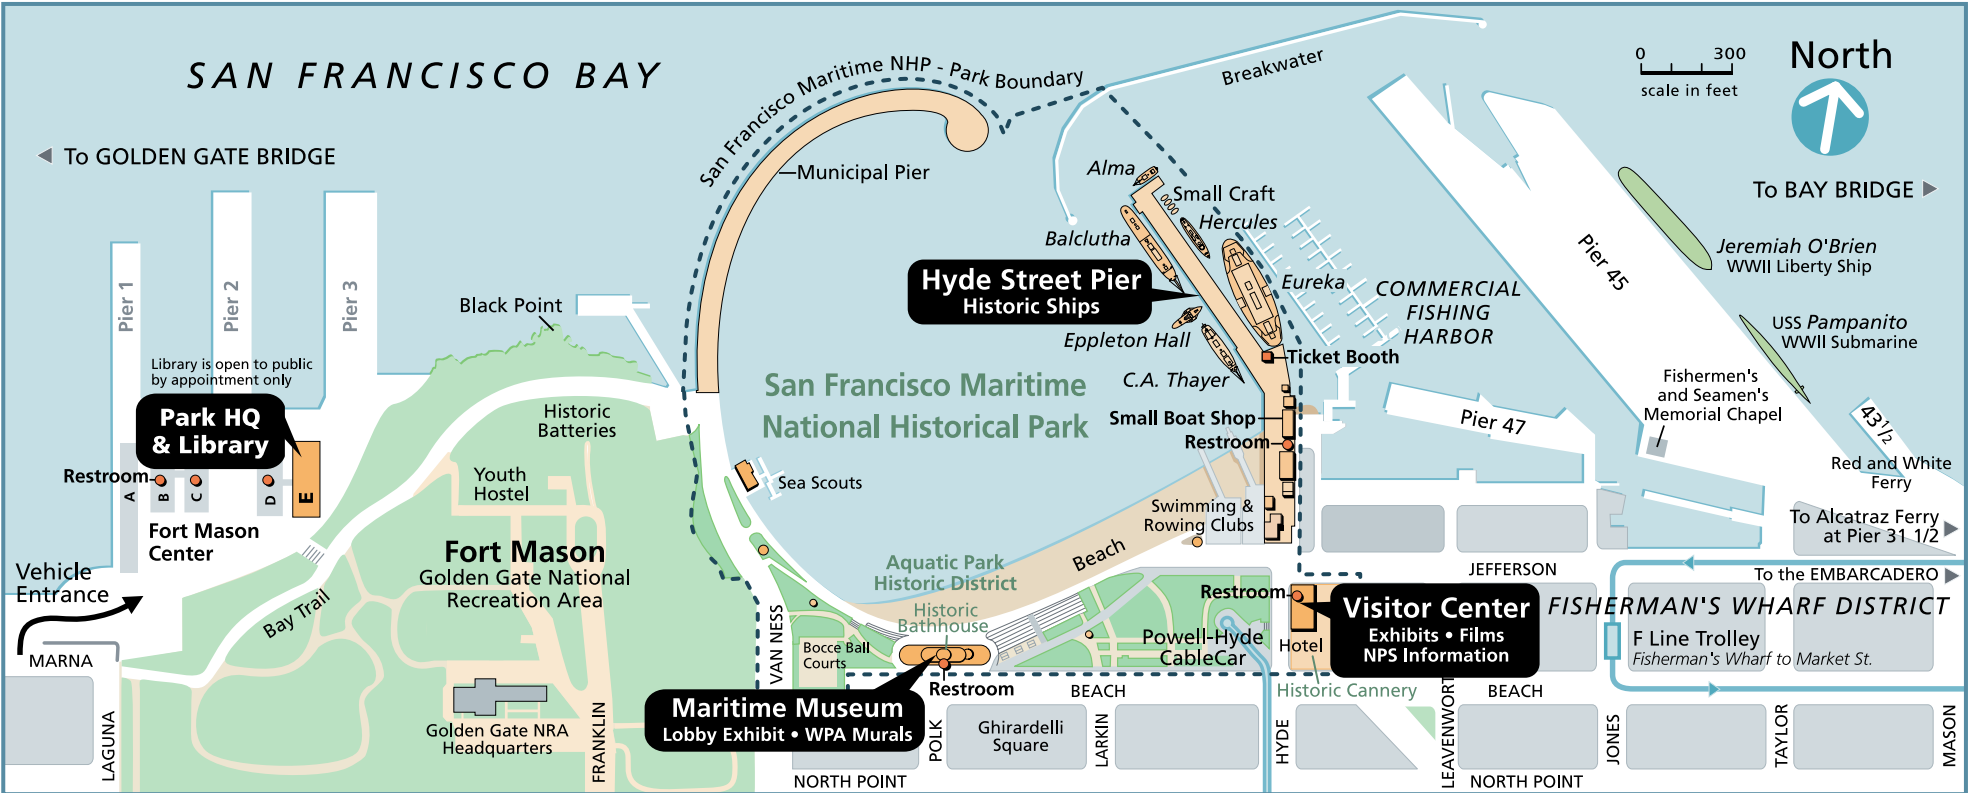 SAN FRANCISCO BAY
San Francisco Maritime NHP - Park Boundary
Breakwater
0 300
scale in feet
North
To GOLDEN GATE BRIDGE
To BAY BRIDGE
Municipal Pier
Alma
Small Craft
Hercules
Balclutha
Hyde Street Pier
Historic Ships
Eureka
Eppleton Hall
C.A. Thayer
Ticket Booth
Small Boat Shop
Restroom
COMMERCIAL
FISHING
HARBOR
Pier 45
Jeremiah O'Brien
WWII Liberty Ship
USS Pampanito
WWII Submarine
Fishermen's
and Seamen's
Memorial Chapel
Pier 47
43 1/2
Red and White
Ferry
To Alcatraz Ferry
at Pier 31 1/2
Pier 1
Pier 2
Pier 3
Black Point
Library is open to public
by appointment only
Park HQ
& Library
Restroom
A
B
C
D
E
Fort Mason
Center
Vehicle
Entrance
MARNA
LAGUNA
Bay Trail
Historic
Batteries
Youth
Hostel
Fort Mason
Golden Gate National
Recreation Area
Golden Gate NRA
Headquarters
FRANKLIN
San Francisco Maritime
National Historical Park
Sea Scouts
Swimming &
Rowing Clubs
Beach
Aquatic Park
Historic District
Historic
Bathhouse
VAN NESS
Bocce Ball
Courts
Maritime Museum
Lobby Exhibit • WPA Murals
Restroom
Powell-Hyde
CableCar
Restroom
Hotel
Visitor Center
Exhibits • Films
NPS Information
Historic Cannery
JEFFERSON
To the EMBARCADERO
FISHERMAN'S WHARF DISTRICT
F Line Trolley
Fisherman's Wharf to Market St.
BEACH
BEACH
POLK
Ghirardelli
Square
LARKIN
HYDE
LEAVENWORT
JONES
TAYLOR
MASON
NORTH POINT
NORTH POINT